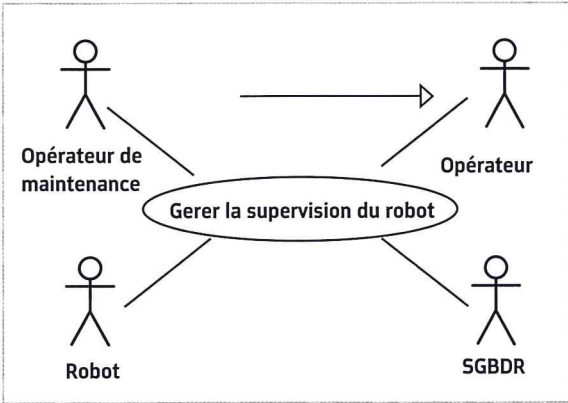 Opérateur de
maintenance
Opérateur
Gerer la supervision du robot
Robot
SGBDR